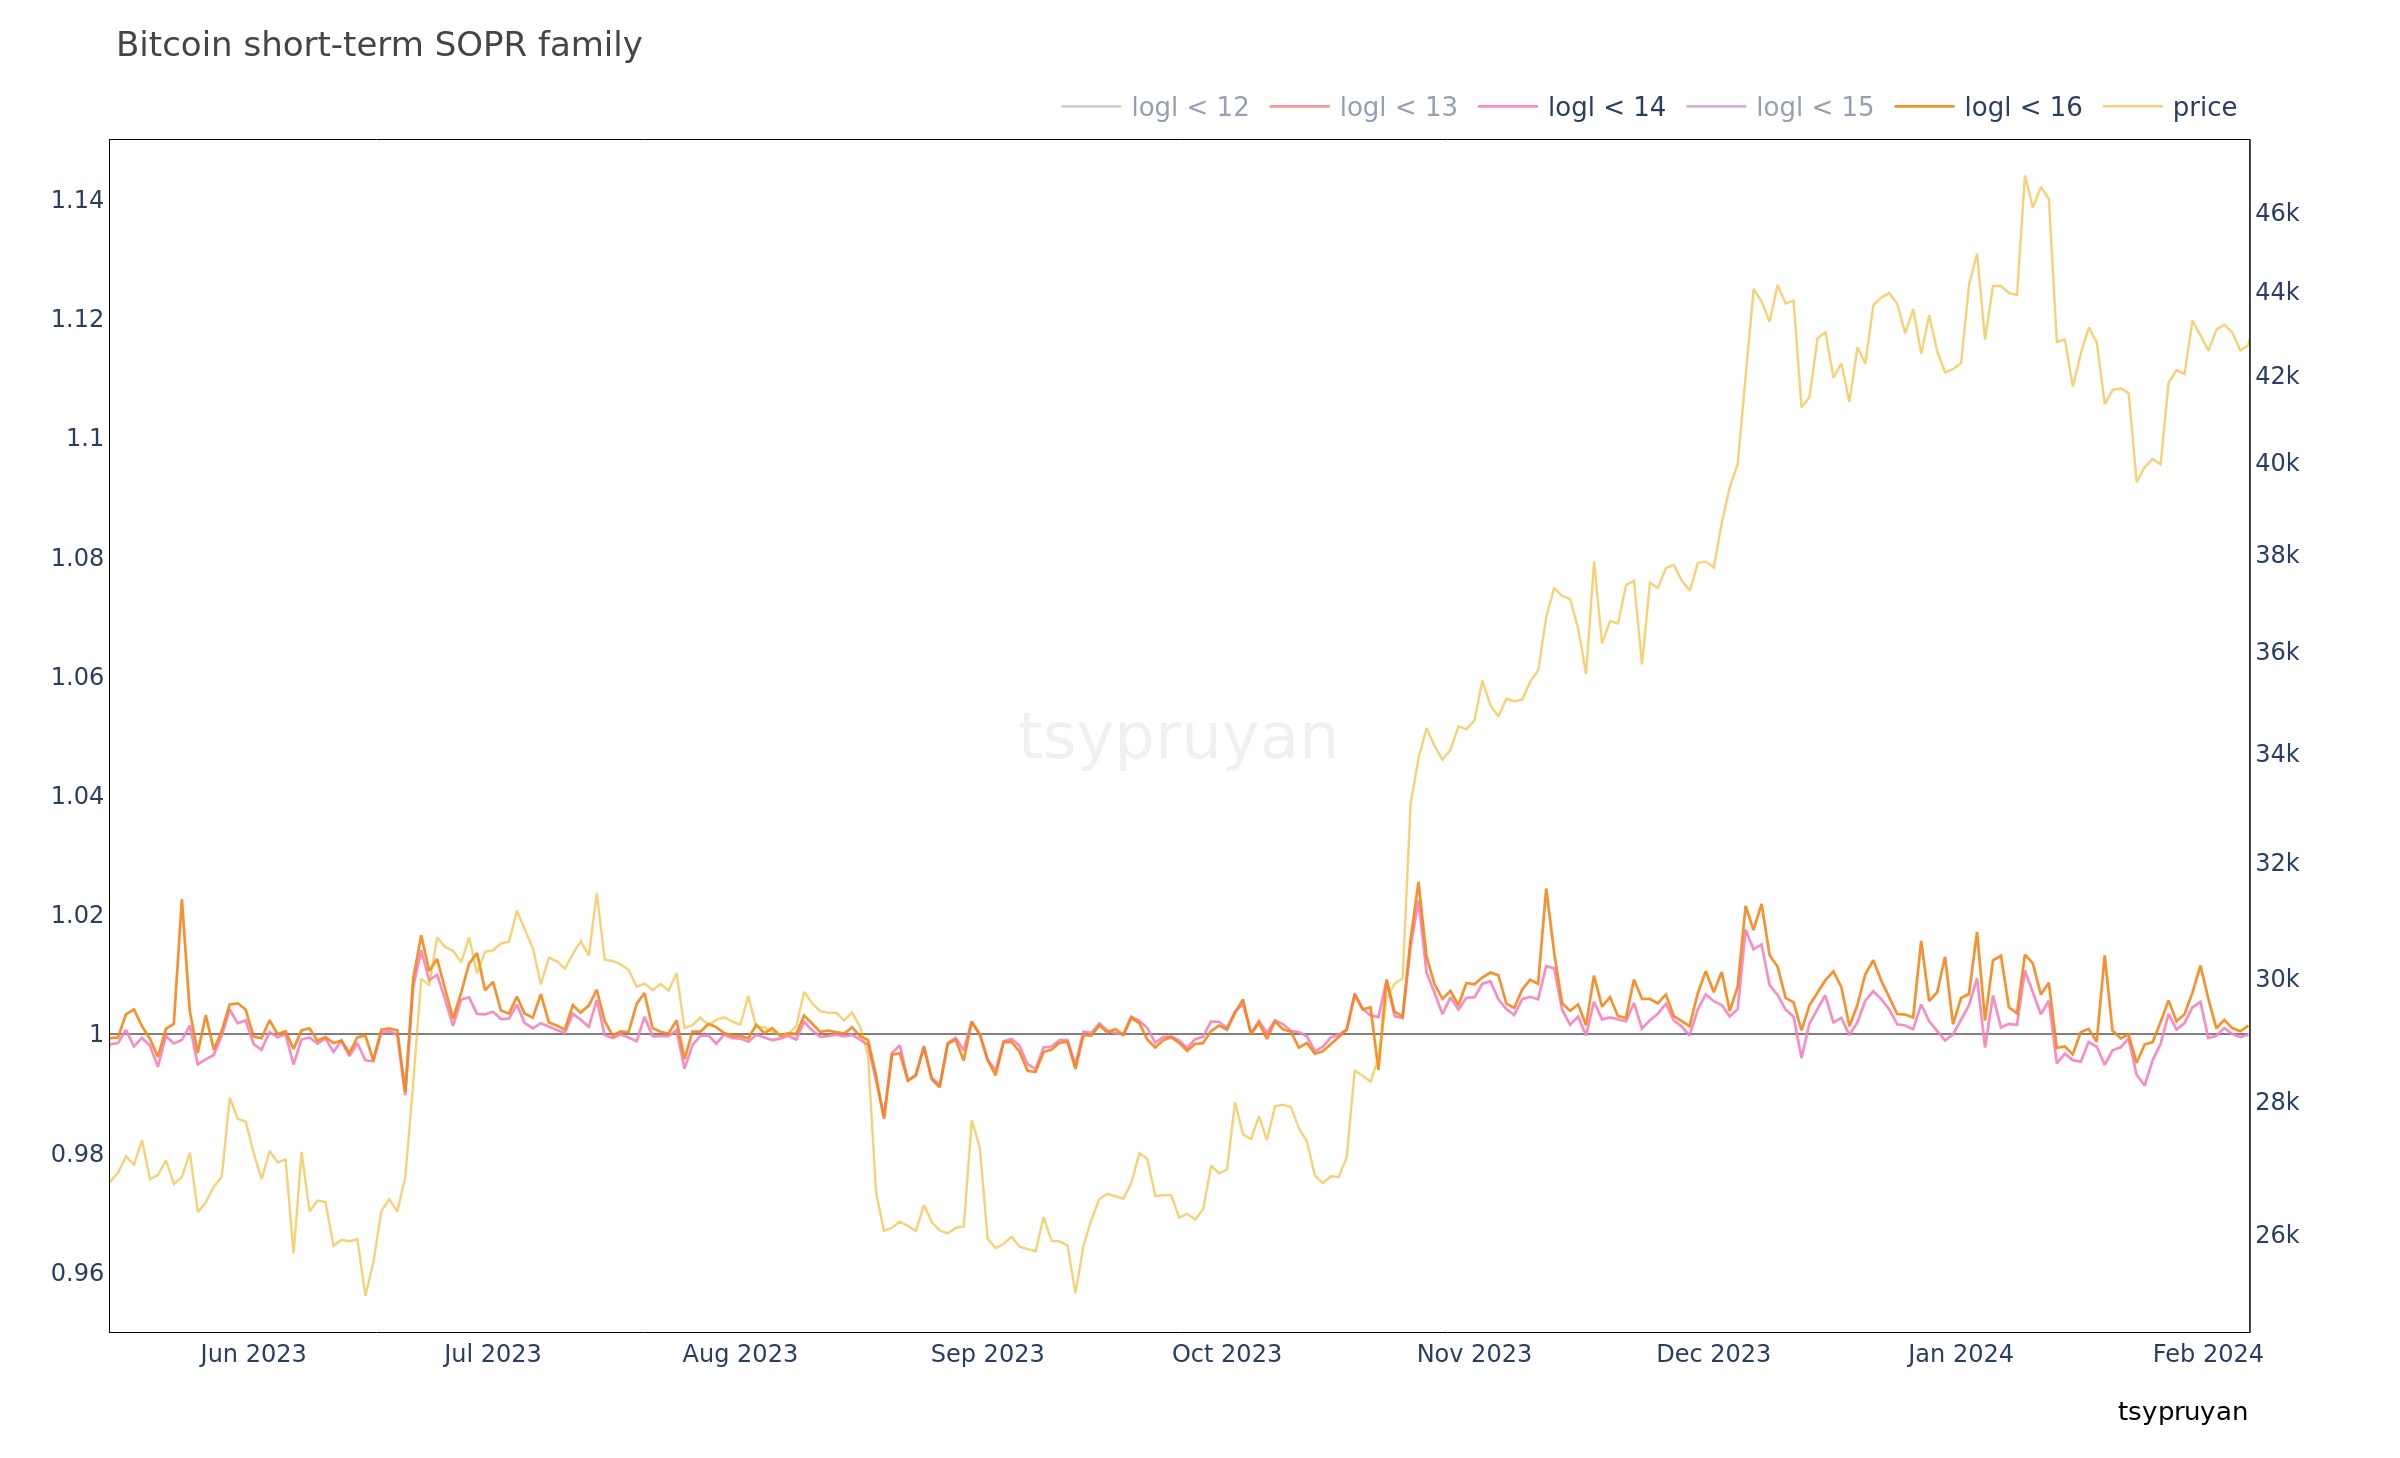 Bitcoin short-term SOPR family
logl < 12 logl < 13 logl < 14 logl < 15 logl < 16 price
1.14
1.12
1.1
1.08
1.06
1.04
1.02
1
0.98
0.96
46k
44k
42k
40k
38k
36k
34k
32k
30k
28k
26k
tsypruyan
Jun 2023 Jul 2023 Aug 2023 Sep 2023 Oct 2023 Nov 2023 Dec 2023 Jan 2024 Feb 2024
tsypruyan